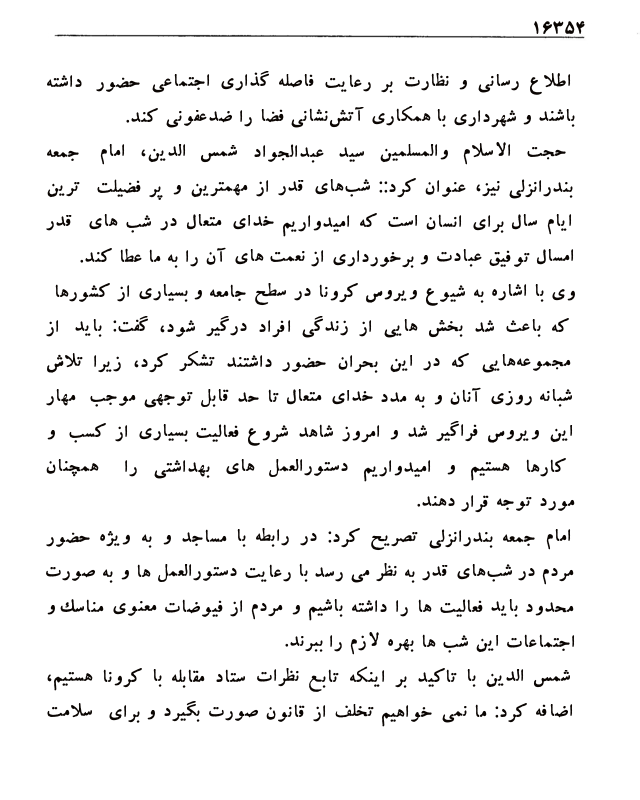 ۱۶۳۵۴
اطلاع رسانی و نظارت بر رعایت فاصله گذاری اجتماعی حضور داشته
باشند و شهرداری با همکاری آتش‌نشانی فضا را ضدعفونی کند.
حجت الاسلام والمسلمین سید عبدالجواد شمس الدین، امام جمعه
بندرانزلی نیز، عنوان کرد:: شب‌های قدر از مهمترین و پر فضیلت ترین
ایام سال برای انسان است که امیدواریم خدای متعال در شب های قدر
امسال توفیق عبادت و برخورداری از نعمت های آن را به ما عطا کند.
وی با اشاره به شیوع ویروس کرونا در سطح جامعه و بسیاری از کشورها
که باعث شد بخش هایی از زندگی افراد درگیر شود، گفت: باید از
مجموعه‌هایی که در این بحران حضور داشتند تشکر کرد، زیرا تلاش
شبانه روزی آنان و به مدد خدای متعال تا حد قابل توجهی موجب مهار
این ویروس فراگیر شد و امروز شاهد شروع فعالیت بسیاری از کسب و
کارها هستیم و امیدواریم دستورالعمل های بهداشتی را همچنان
مورد توجه قرار دهند.
امام جمعه بندرانزلی تصریح کرد: در رابطه با مساجد و به ویژه حضور
مردم در شب‌های قدر به نظر می رسد با رعایت دستورالعمل ها و به صورت
محدود باید فعالیت ها را داشته باشیم و مردم از فیوضات معنوی مناسك و
اجتماعات این شب ها بهره لازم را ببرند.
شمس الدین با تاکید بر اینکه تابع نظرات ستاد مقابله با کرونا هستیم،
اضافه کرد: ما نمی خواهیم تخلف از قانون صورت بگیرد و برای سلامت